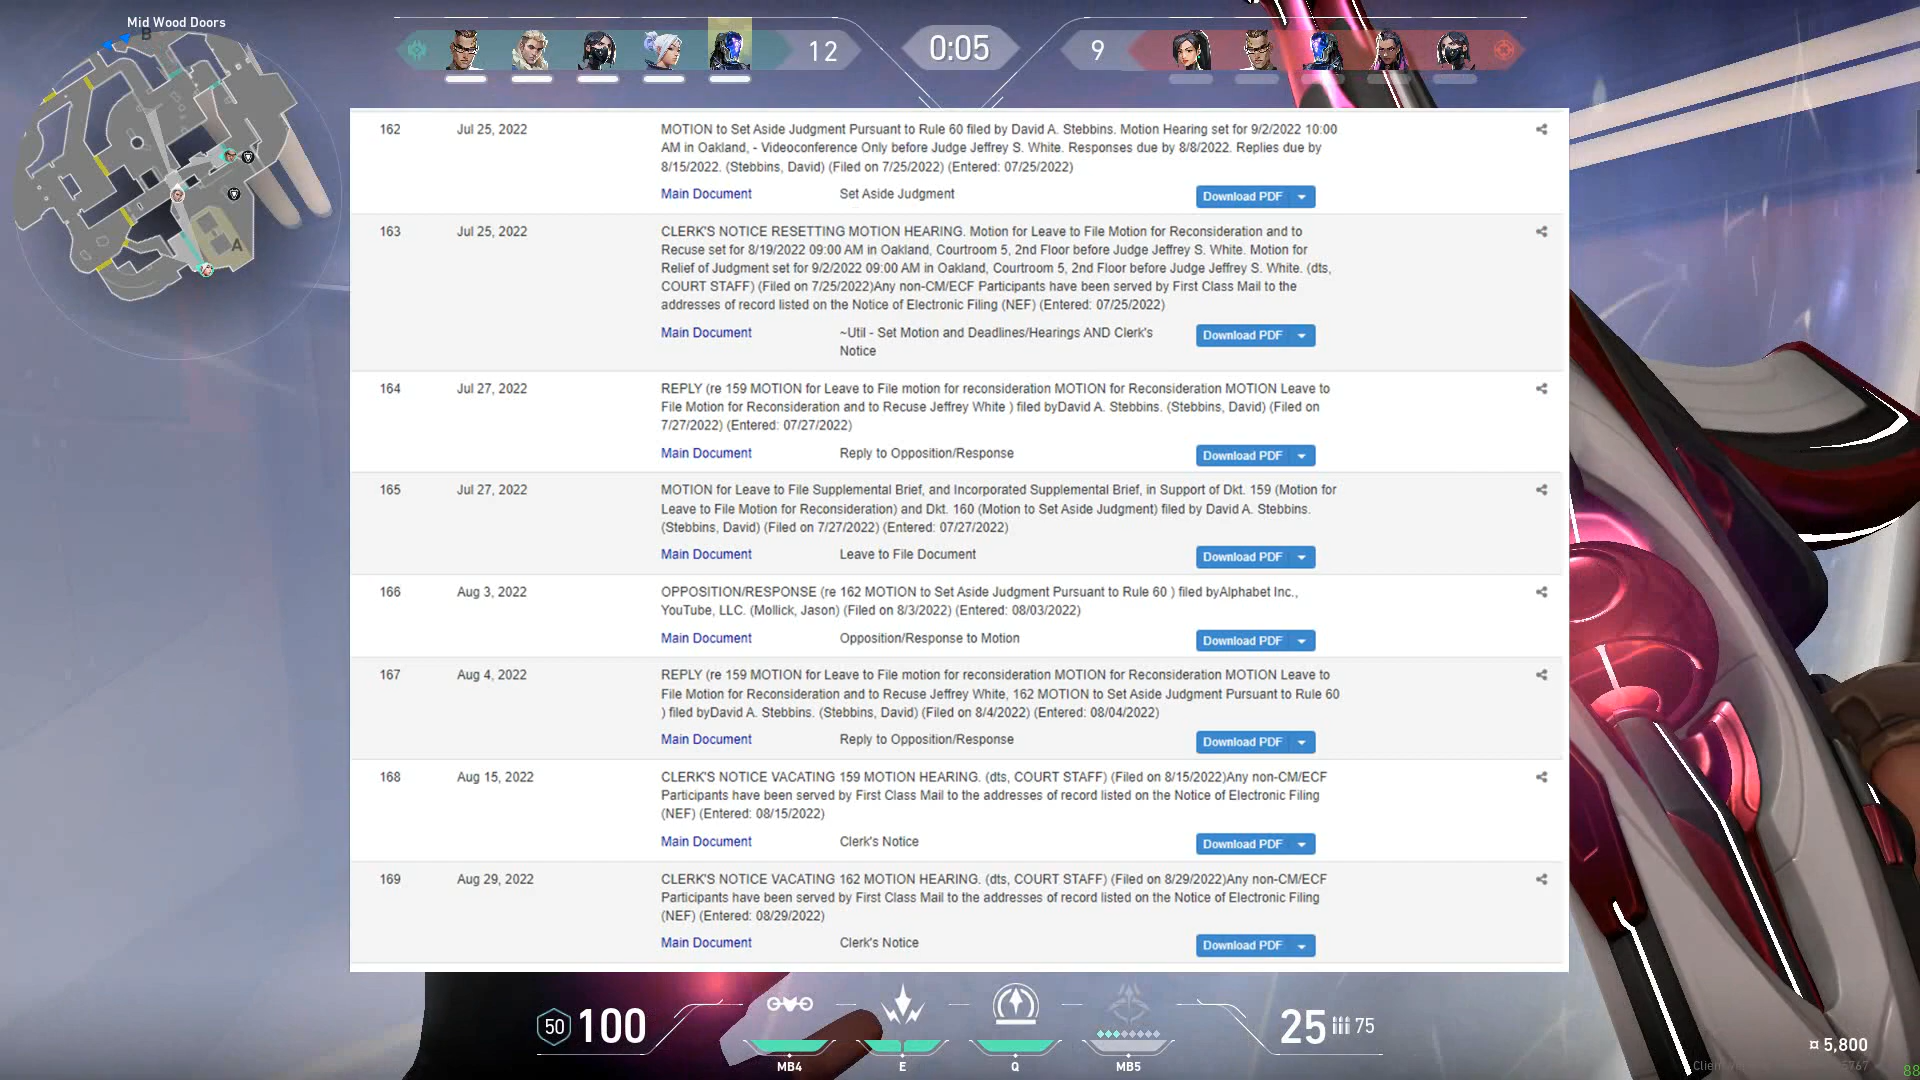 Mid Wood Doors
B
A
12
0:05
9
162 Jul 25, 2022 MOTION to Set Aside Judgment Pursuant to Rule 60 filed by David A. Stebbins. Motion Hearing set for 9/2/2022 10:00
AM in Oakland, - Videoconference Only before Judge Jeffrey S. White. Responses due by 8/8/2022. Replies due by
8/15/2022. (Stebbins, David) (Filed on 7/25/2022) (Entered: 07/25/2022)
Main Document Set Aside Judgment Download PDF
163 Jul 25, 2022 CLERK'S NOTICE RESETTING MOTION HEARING. Motion for Leave to File Motion for Reconsideration and to
Recuse set for 8/19/2022 09:00 AM in Oakland, Courtroom 5, 2nd Floor before Judge Jeffrey S. White. Motion for
Relief of Judgment set for 9/2/2022 09:00 AM in Oakland, Courtroom 5, 2nd Floor before Judge Jeffrey S. White. (dts,
COURT STAFF) (Filed on 7/25/2022)Any non-CM/ECF Participants have been served by First Class Mail to the
addresses of record listed on the Notice of Electronic Filing (NEF) (Entered: 07/25/2022)
Main Document ~Util - Set Motion and Deadlines/Hearings AND Clerk's Download PDF
Notice
164 Jul 27, 2022 REPLY (re 159 MOTION for Leave to File motion for reconsideration MOTION for Reconsideration MOTION Leave to
File Motion for Reconsideration and to Recuse Jeffrey White ) filed byDavid A. Stebbins. (Stebbins, David) (Filed on
7/27/2022) (Entered: 07/27/2022)
Main Document Reply to Opposition/Response Download PDF
165 Jul 27, 2022 MOTION for Leave to File Supplemental Brief, and Incorporated Supplemental Brief, in Support of Dkt. 159 (Motion for
Leave to File Motion for Reconsideration) and Dkt. 160 (Motion to Set Aside Judgment) filed by David A. Stebbins.
(Stebbins, David) (Filed on 7/27/2022) (Entered: 07/27/2022)
Main Document Leave to File Document Download PDF
166 Aug 3, 2022 OPPOSITION/RESPONSE (re 162 MOTION to Set Aside Judgment Pursuant to Rule 60 ) filed byAlphabet Inc.,
YouTube, LLC. (Mollick, Jason) (Filed on 8/3/2022) (Entered: 08/03/2022)
Main Document Opposition/Response to Motion Download PDF
167 Aug 4, 2022 REPLY (re 159 MOTION for Leave to File motion for reconsideration MOTION for Reconsideration MOTION Leave to
File Motion for Reconsideration and to Recuse Jeffrey White, 162 MOTION to Set Aside Judgment Pursuant to Rule 60
) filed byDavid A. Stebbins. (Stebbins, David) (Filed on 8/4/2022) (Entered: 08/04/2022)
Main Document Reply to Opposition/Response Download PDF
168 Aug 15, 2022 CLERK'S NOTICE VACATING 159 MOTION HEARING. (dts, COURT STAFF) (Filed on 8/15/2022)Any non-CM/ECF
Participants have been served by First Class Mail to the addresses of record listed on the Notice of Electronic Filing
(NEF) (Entered: 08/15/2022)
Main Document Clerk's Notice Download PDF
169 Aug 29, 2022 CLERK'S NOTICE VACATING 162 MOTION HEARING. (dts, COURT STAFF) (Filed on 8/29/2022)Any non-CM/ECF
Participants have been served by First Class Mail to the addresses of record listed on the Notice of Electronic Filing
(NEF) (Entered: 08/29/2022)
Main Document Clerk's Notice Download PDF
50 100
MB4 E Q MB5
25 75
¤ 5,800
88